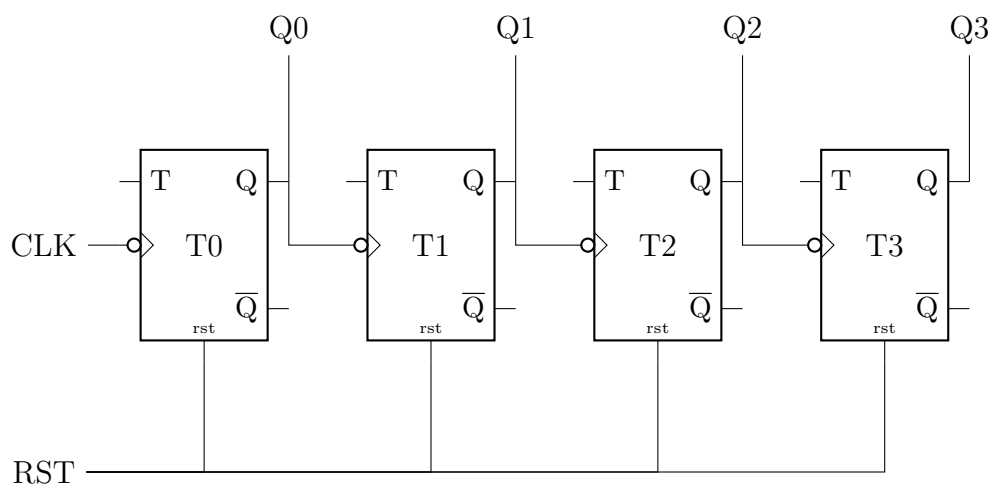 Q0 Q1 Q2 Q3
T Q T Q T Q T Q
CLK T0 T1 T2 T3
Q̅ Q̅ Q̅ Q̅
rst rst rst rst
RST